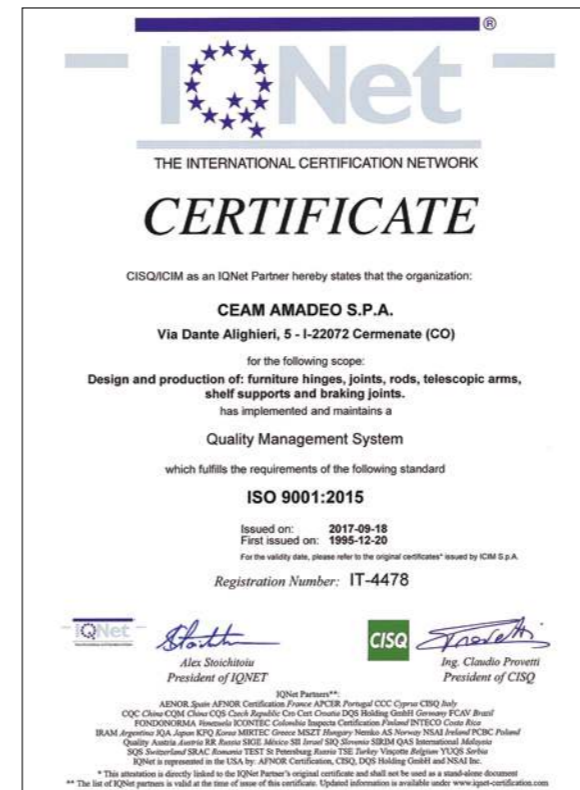 ®
IQNet
THE INTERNATIONAL CERTIFICATION NETWORK
CERTIFICATE
CISQ/ICIM as an IQNet Partner hereby states that the organization:
CEAM AMADEO S.P.A.
Via Dante Alighieri, 5 - I-22072 Cermenate (CO)
for the following scope:
Design and production of: furniture hinges, joints, rods, telescopic arms,
shelf supports and braking joints.
has implemented and maintains a
Quality Management System
which fulfills the requirements of the following standard
ISO 9001:2015
Issued on: 2017-09-18
First issued on: 1995-12-20
For the validity date, please refer to the original certificates* issued by ICIM S.p.A.
Registration Number: IT-4478
IQNet
CISQ
Alex Stoichitoiu
President of IQNET
Ing. Claudio Provetti
President of CISQ
IQNet Partners**:
AENOR Spain AFNOR Certification France APCER Portugal CCC Cyprus CISQ Italy
CQC China CQM China CQS Czech Republic Cro Cert Croatia DQS Holding GmbH Germany FCAV Brazil
FONDONORMA Venezuela ICONTEC Colombia Inspecta Certification Finland INTECO Costa Rica
IRAM Argentina JQA Japan KFQ Korea MIRTEC Greece MSZT Hungary Nemko AS Norway NSAI Ireland PCBC Poland
Quality Austria Austria RR Russia SIGE México SII Israel SIQ Slovenia SIRIM QAS International Malaysia
SQS Switzerland SRAC Romania TEST St Petersburg Russia TSE Turkey Vinçotte Belgium YUQS Serbia
IQNet is represented in the USA by: AFNOR Certification, CISQ, DQS Holding GmbH and NSAI Inc.
* This attestation is directly linked to the IQNet Partner's original certificate and shall not be used as a stand-alone document
** The list of IQNet partners is valid at the time of issue of this certificate. Updated information is available under www.iqnet-certification.com